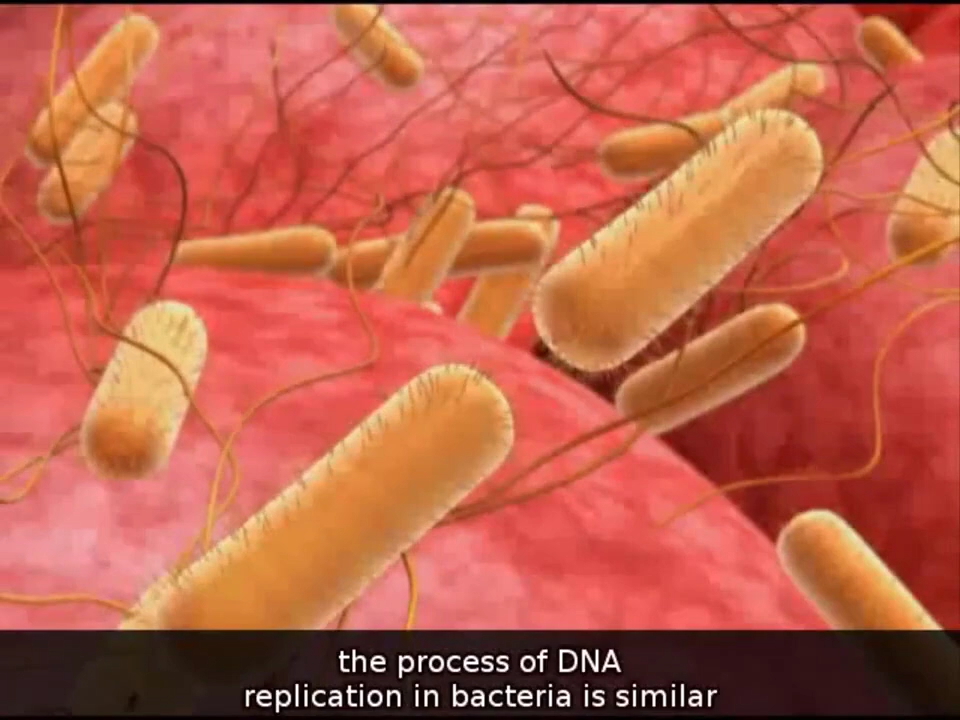 the process of DNA
replication in bacteria is similar